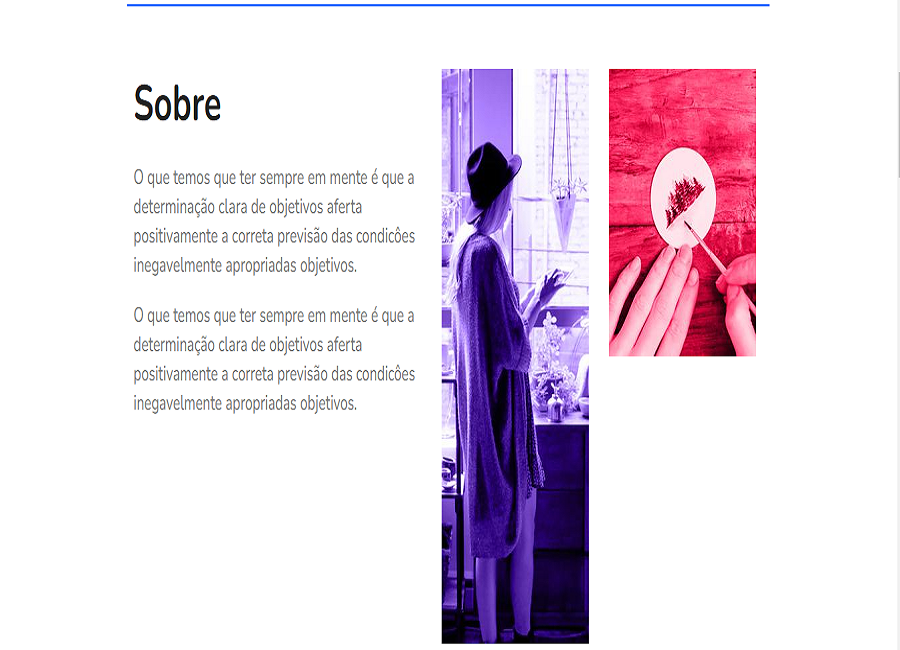 Sobre
O que temos que ter sempre em mente é que a
determinação clara de objetivos aferta
positivamente a correta previsão das condicôes
inegavelmente apropriadas objetivos.
O que temos que ter sempre em mente é que a
determinação clara de objetivos aferta
positivamente a correta previsão das condicôes
inegavelmente apropriadas objetivos.